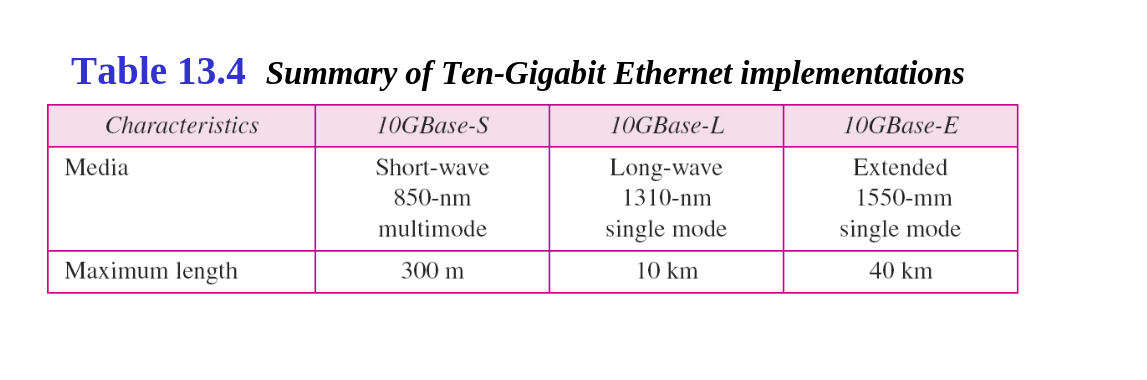 Table 13.4 Summary of Ten-Gigabit Ethernet implementations
Characteristics 10GBase-S 10GBase-L 10GBase-E
Media Short-wave Long-wave Extended
850-nm 1310-nm 1550-mm
multimode single mode single mode
Maximum length 300 m 10 km 40 km